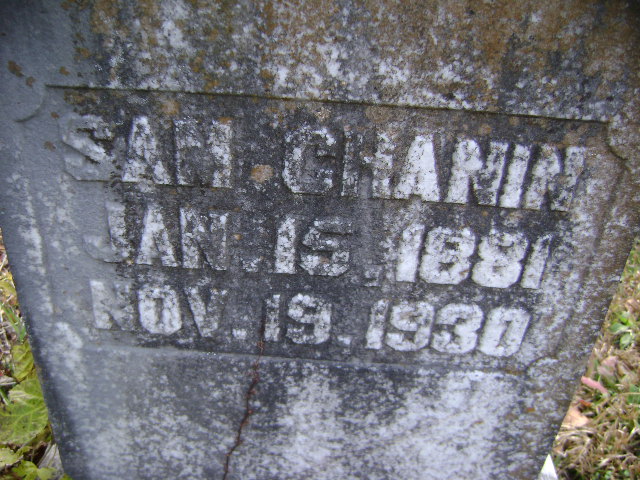 SAM. CHANIN
JAN. 15. 1881
NOV. 19. 1930